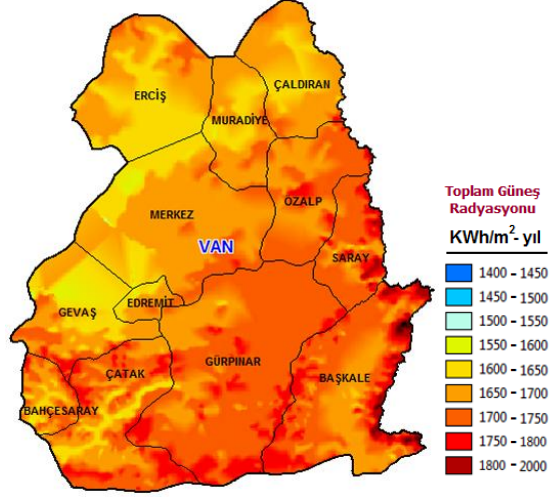 ERCİŞ
MURADİYE
ÇALDIRAN
MERKEZ
ÖZALP
VAN
SARAY
GEVAŞ
EDREMİT
ÇATAK
GÜRPINAR
BAŞKALE
BAHÇESARAY
Toplam Güneş
Radyasyonu
KWh/m²- yıl
1400 - 1450
1450 - 1500
1500 - 1550
1550 - 1600
1600 - 1650
1650 - 1700
1700 - 1750
1750 - 1800
1800 - 2000